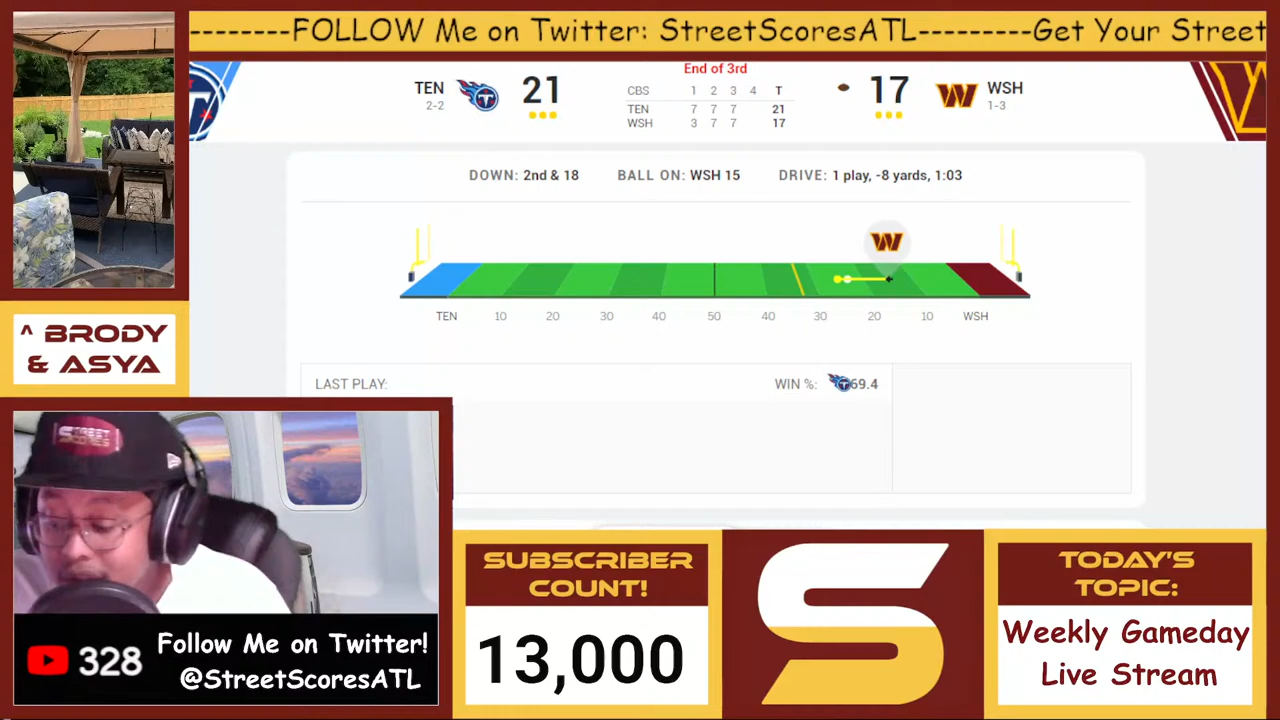 --------FOLLOW Me on Twitter: StreetScoresATL---------Get Your Street
End of 3rd
TEN 21
2-2
CBS 1 2 3 4 T
TEN 7 7 7 21
WSH 3 7 7 17
17 WSH
1-3
DOWN: 2nd & 18 BALL ON: WSH 15 DRIVE: 1 play, -8 yards, 1:03
W
TEN 10 20 30 40 50 40 30 20 10 WSH
LAST PLAY: WIN %: 69.4
^ BRODY
& ASYA
STREET
SCORES
328
Follow Me on Twitter!
@StreetScoresATL
SUBSCRIBER
COUNT!
13,000
S
TODAY'S
TOPIC:
Weekly Gameday
Live Stream